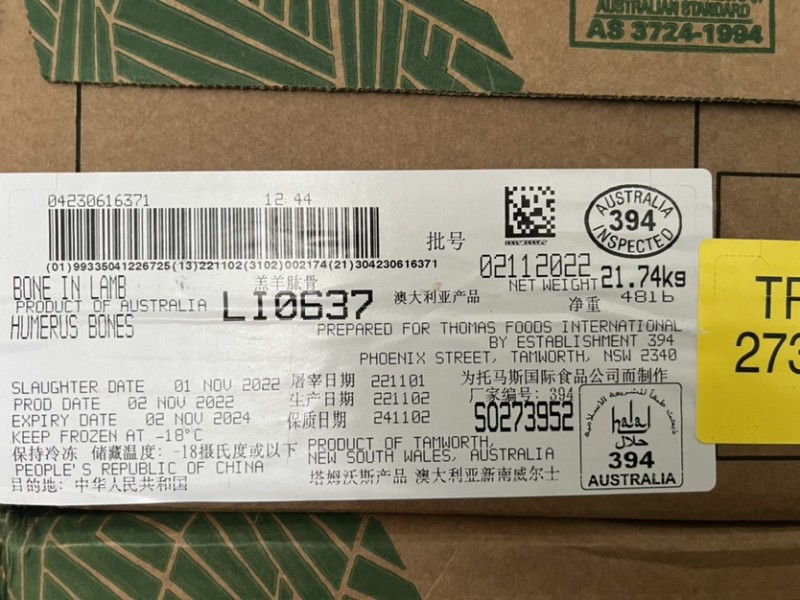 AUSTRALIAN STANDARD
AS 3724-1994
04230616371 12:44
(01)99335041226725(13)221102(3102)002174(21)304230616371
批号
02112022
AUSTRALIA
394
INSPECTED
BONE IN LAMB
羔羊肱骨
PRODUCT OF AUSTRALIA
LI0637
澳大利亚产品
NET WEIGHT 21.74kg
净重 48lb
HUMERUS BONES
PREPARED FOR THOMAS FOODS INTERNATIONAL
BY ESTABLISHMENT 394
PHOENIX STREET, TAMWORTH, NSW 2340
SLAUGHTER DATE 01 NOV 2022 屠宰日期 221101
PROD DATE 02 NOV 2022 生产日期 221102
EXPIRY DATE 02 NOV 2024 保质日期 241102
为托马斯国际食品公司而制作
厂家编号: 394
SO273952
KEEP FROZEN AT -18°C
保持冷冻 储藏温度: -18摄氏度或以下
PEOPLE'S REPUBLIC OF CHINA
目的地: 中华人民共和国
PRODUCT OF TAMWORTH,
NEW SOUTH WALES, AUSTRALIA
塔姆沃斯产品 澳大利亚新南威尔士
halal
حلال
394
AUSTRALIA
273